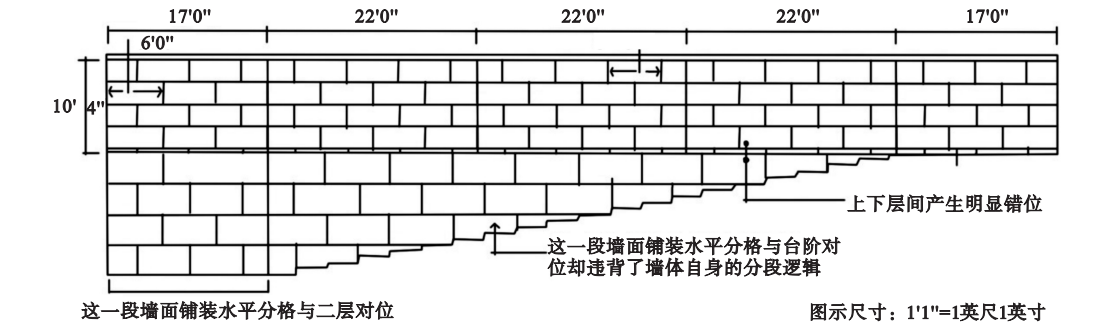 17'0"
22'0"
22'0"
22'0"
17'0"
6'0"
10'
4"
上下层间产生明显错位
这一段墙面铺装水平分格与台阶对
位却违背了墙体自身的分段逻辑
这一段墙面铺装水平分格与二层对位
图示尺寸：1'1"=1英尺1英寸